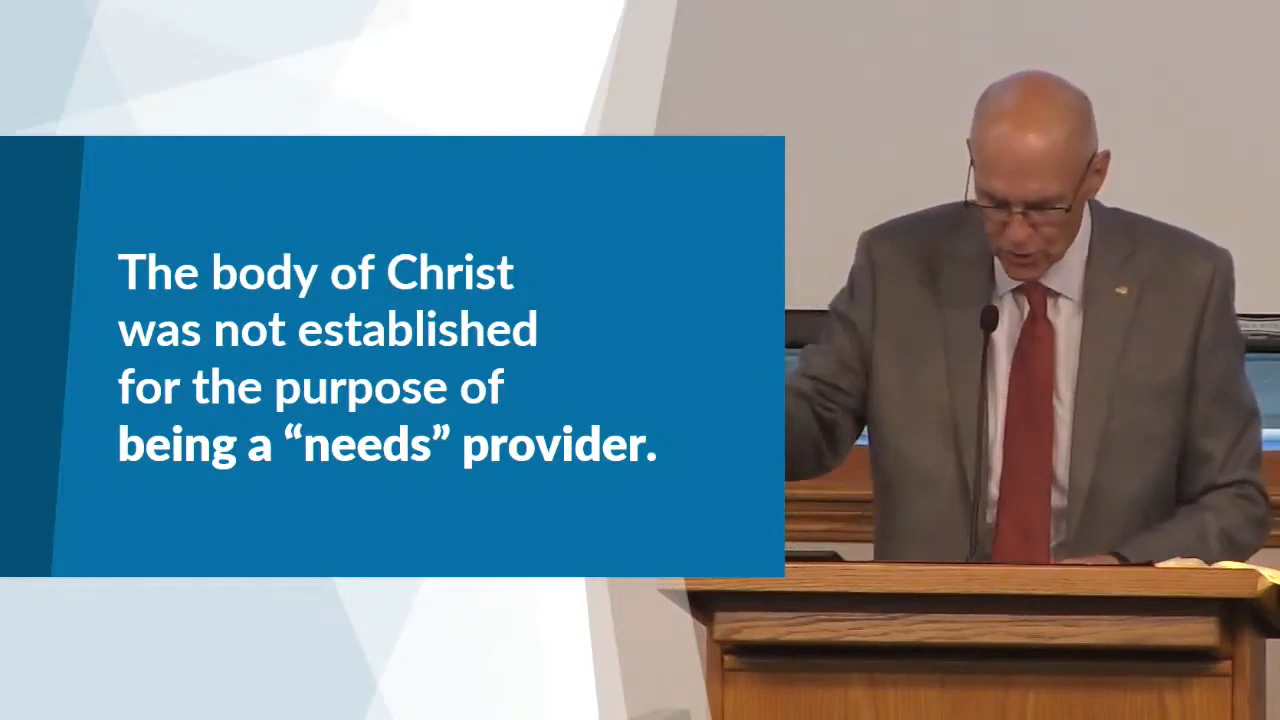 The body of Christ
was not established
for the purpose of
being a “needs” provider.